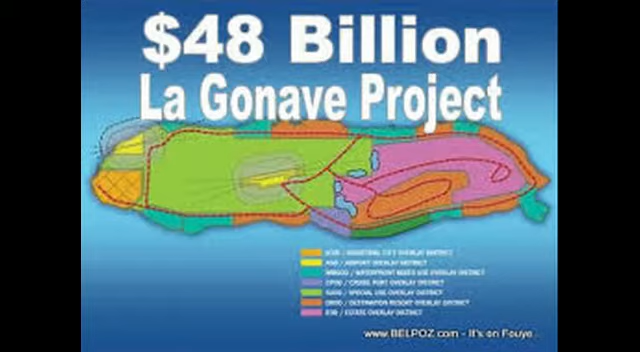 $48 Billion
La Gonave Project
/ INDUSTRIAL CITY OVERLAY DISTRICT
/ AIRPORT OVERLAY DISTRICT
/ WATERFRONT MIXED USE OVERLAY DISTRICT
/ CRUISE PORT OVERLAY DISTRICT
/ SPECIAL USE OVERLAY DISTRICT
/ DESTINATION RESORT OVERLAY DISTRICT
/ ESTATE OVERLAY DISTRICT
www.BELPOZ.com - It's on Fouye